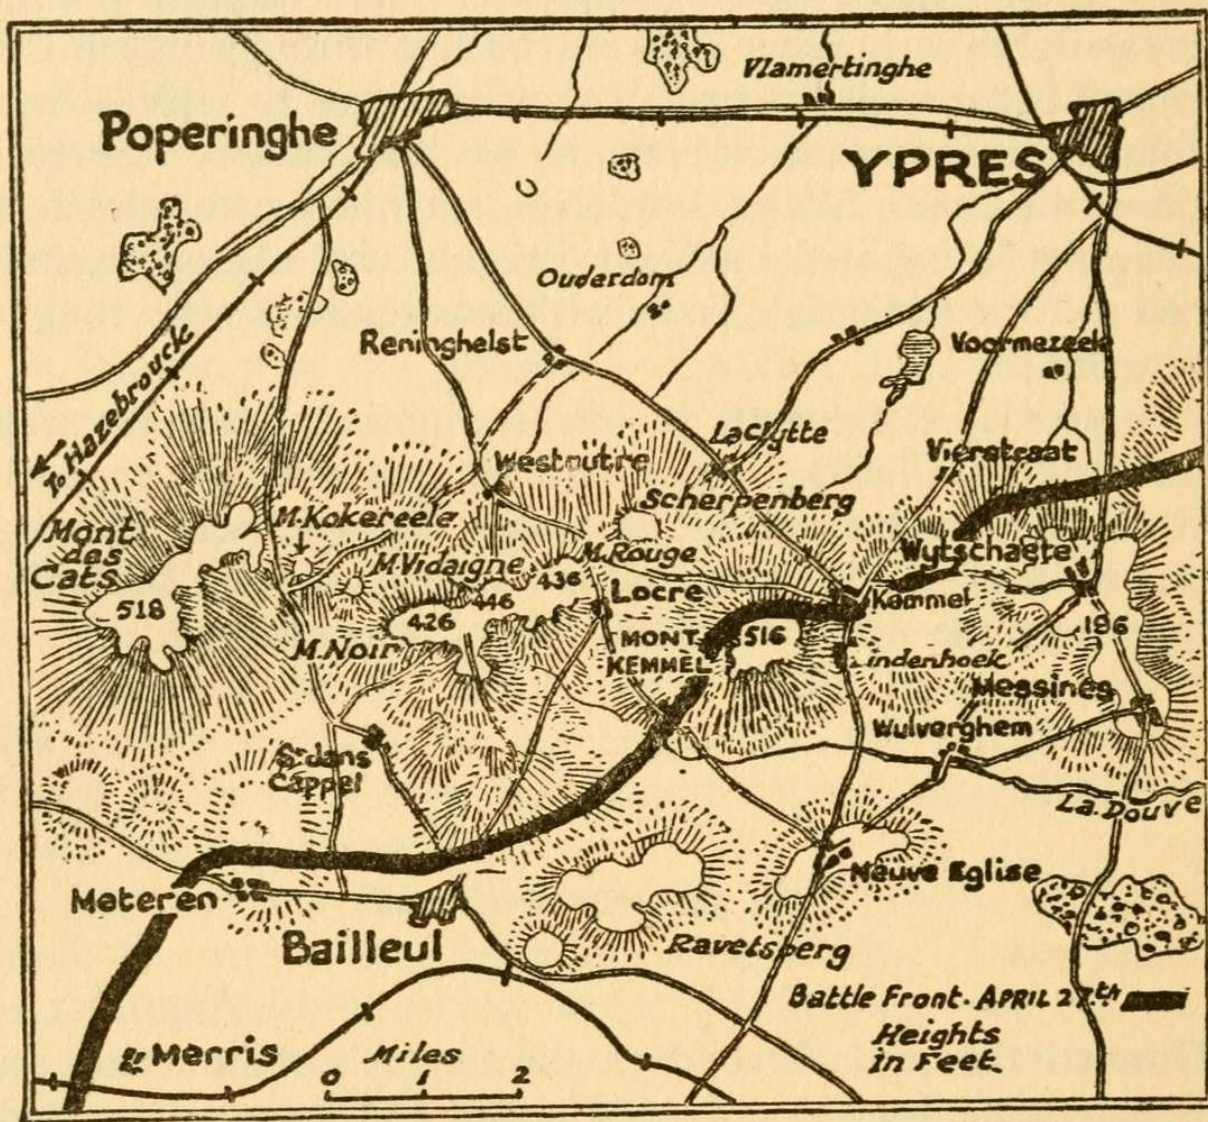 Vlamertinghe
Poperinghe
YPRES
Ouderdom
Reninghelst
Voormezeele
To Hazebrouck
La Clytte
Vierstraat
Westoutre
Scherpenberg
M. Kokereele
Mont
des
Cats
M. Rouge
Wytschaete
M. Vidaigne
436
518
446
Locre
Kemmel
426
MONT
KEMMEL
516
186
M. Noir
Lindenhoek
Messines
Wulverghem
St Jans
Cappel
La Douve
Neuve Eglise
Meteren
Bailleul
Ravetsberg
Battle Front. APRIL 27th
Heights
in Feet.
Merris
Miles
0 1 2